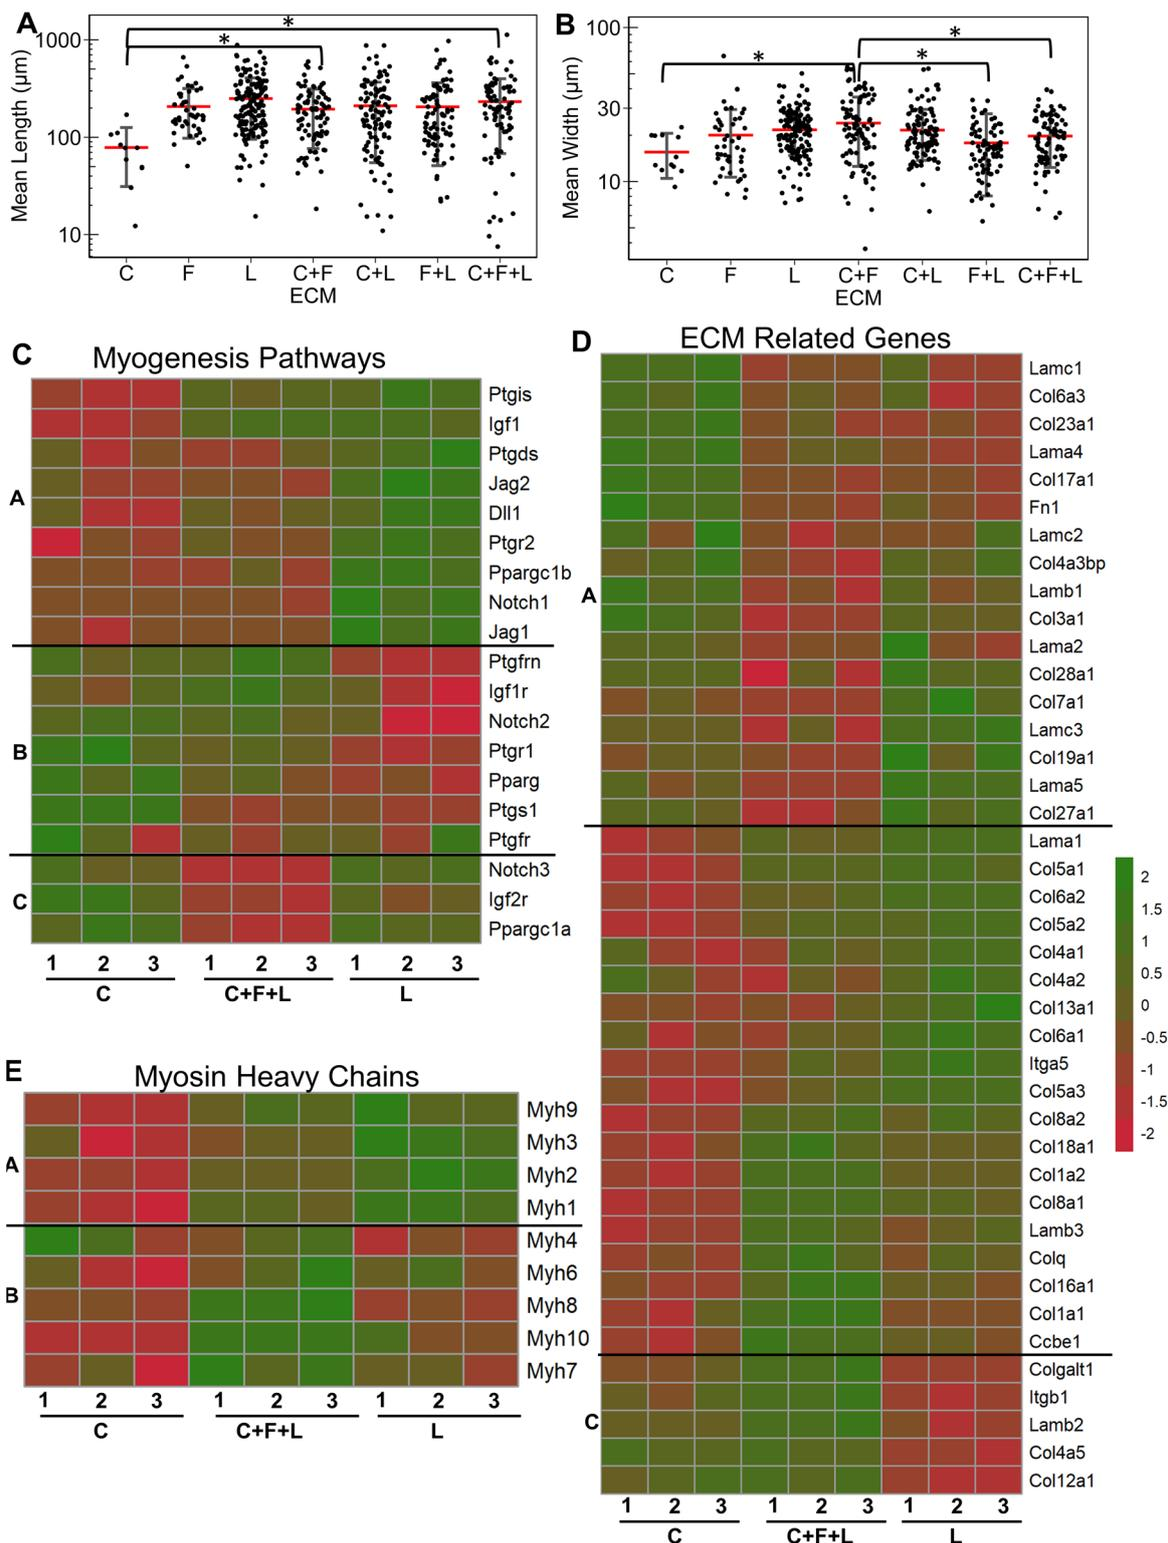 A
B
*
*
*
*
*
1000
100
10
Mean Length (μm)
C F L C+F C+L F+L C+F+L
ECM
100
30
10
Mean Width (μm)
C F L C+F C+L F+L C+F+L
ECM
C
Myogenesis Pathways
A
B
C
Ptgis
Igf1
Ptgds
Jag2
Dll1
Ptgr2
Ppargc1b
Notch1
Jag1
Ptgfrn
Igf1r
Notch2
Ptgr1
Pparg
Ptgs1
Ptgfr
Notch3
Igf2r
Ppargc1a
1 2 3 1 2 3 1 2 3
C C+F+L L
D
ECM Related Genes
A
C
Lamc1
Col6a3
Col23a1
Lama4
Col17a1
Fn1
Lamc2
Col4a3bp
Lamb1
Col3a1
Lama2
Col28a1
Col7a1
Lamc3
Col19a1
Lama5
Col27a1
Lama1
Col5a1
Col6a2
Col5a2
Col4a1
Col4a2
Col13a1
Col6a1
Itga5
Col5a3
Col8a2
Col18a1
Col1a2
Col8a1
Lamb3
Colq
Col16a1
Col1a1
Ccbe1
Colgalt1
Itgb1
Lamb2
Col4a5
Col12a1
1 2 3 1 2 3 1 2 3
C C+F+L L
2
1.5
1
0.5
0
-0.5
-1
-1.5
-2
E
Myosin Heavy Chains
A
B
Myh9
Myh3
Myh2
Myh1
Myh4
Myh6
Myh8
Myh10
Myh7
1 2 3 1 2 3 1 2 3
C C+F+L L